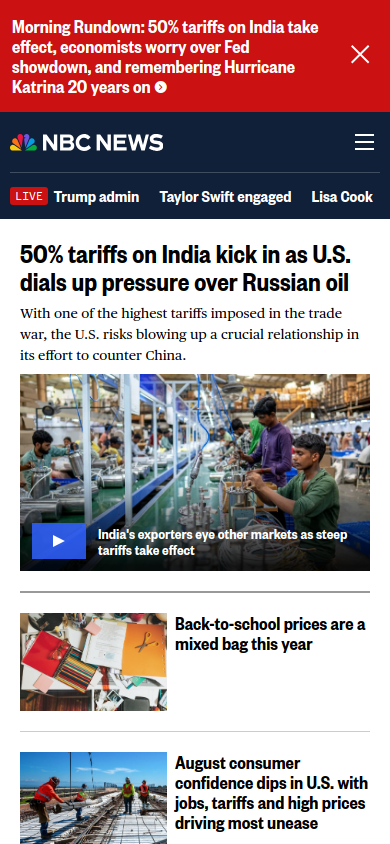 Morning Rundown: 50% tariffs on India take
effect, economists worry over Fed
showdown, and remembering Hurricane
Katrina 20 years on
NBC NEWS
LIVE Trump admin Taylor Swift engaged Lisa Cook
50% tariffs on India kick in as U.S.
dials up pressure over Russian oil
With one of the highest tariffs imposed in the trade
war, the U.S. risks blowing up a crucial relationship in
its effort to counter China.
India's exporters eye other markets as steep
tariffs take effect
Back-to-school prices are a
mixed bag this year
August consumer
confidence dips in U.S. with
jobs, tariffs and high prices
driving most unease